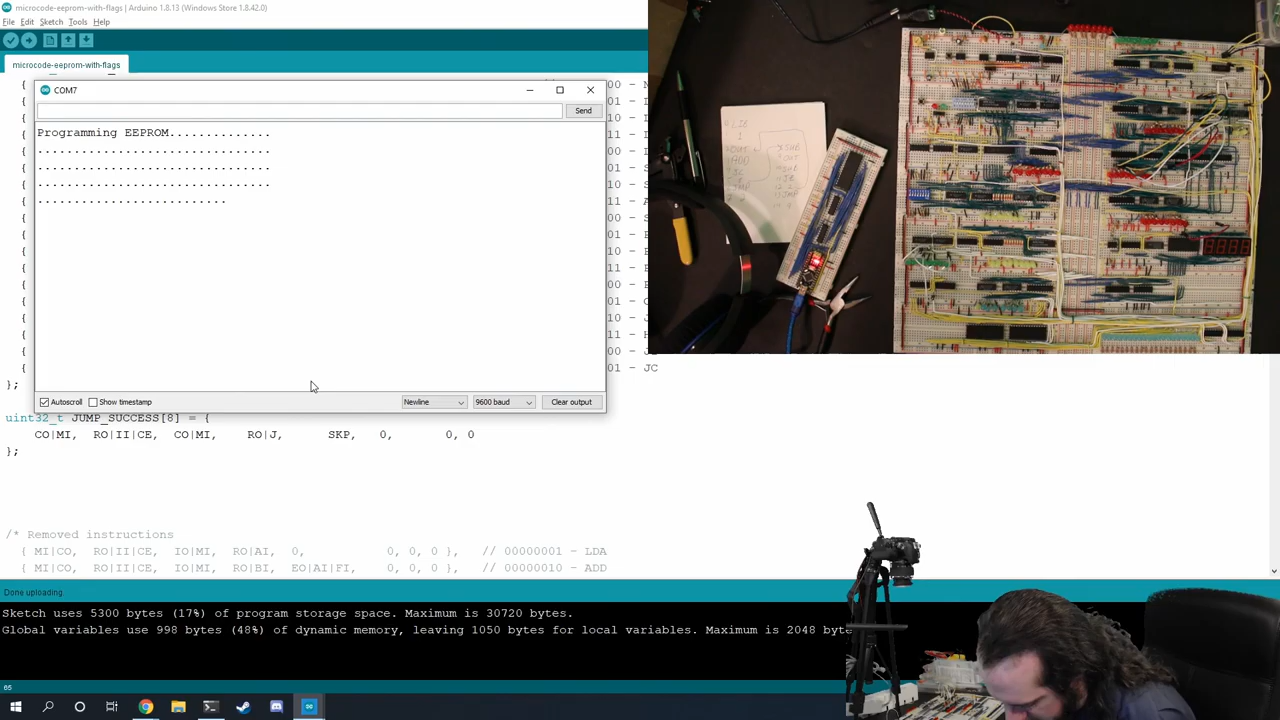 microcode-eeprom-with-flags | Arduino 1.8.13 (Windows Store 1.8.42.0)
File Edit Sketch Tools Help
microcode-eeprom-with-flags
COM7
Send
Programming EEPROM..............
................................
................................
................................
................................
Autoscroll
Show timestamp
Newline
9600 baud
Clear output
01 - JC
};
uint32_t JUMP_SUCCESS[8] = {
CO|MI, RO|II|CE, CO|MI, RO|J, SKP, 0, 0, 0
};
/* Removed instructions
{ MI|CO, RO|II|CE, IO|MI, RO|AI, 0, 0, 0, 0 }, // 00000001 - LDA
{ MI|CO, RO|II|CE, IO|MI, RO|BI, EO|AI|FI, 0, 0, 0 }, // 00000010 - ADD
Done uploading.
Sketch uses 5300 bytes (17%) of program storage space. Maximum is 30720 bytes.
Global variables use 998 bytes (48%) of dynamic memory, leaving 1050 bytes for local variables. Maximum is 2048 byte
65